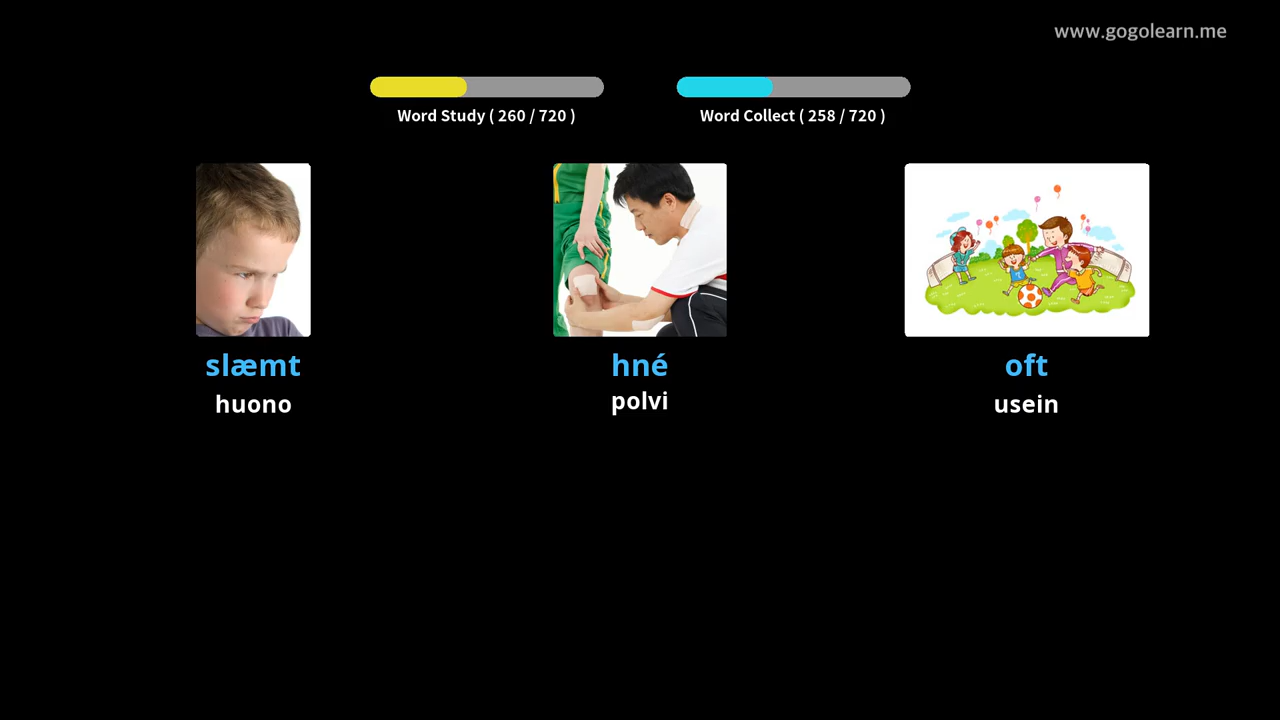 www.gogolearn.me
Word Study ( 260 / 720 )
Word Collect ( 258 / 720 )
slæmt
huono
hné
polvi
oft
usein